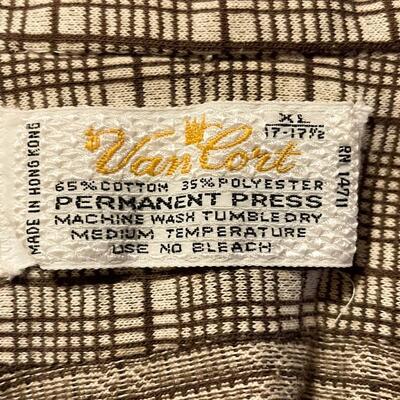 MADE IN HONG KONG
Van Cort
XL
17-17½
65% COTTON 35% POLYESTER
PERMANENT PRESS
MACHINE WASH TUMBLE DRY
MEDIUM TEMPERATURE
USE NO BLEACH
RN 14711